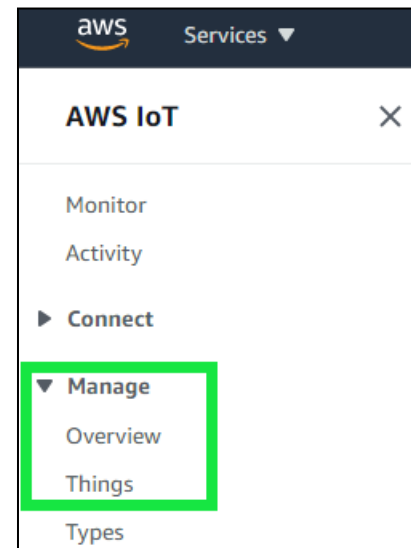 aws Services ▼
AWS IoT ×
Monitor
Activity
▶ Connect
▼ Manage
Overview
Things
Types